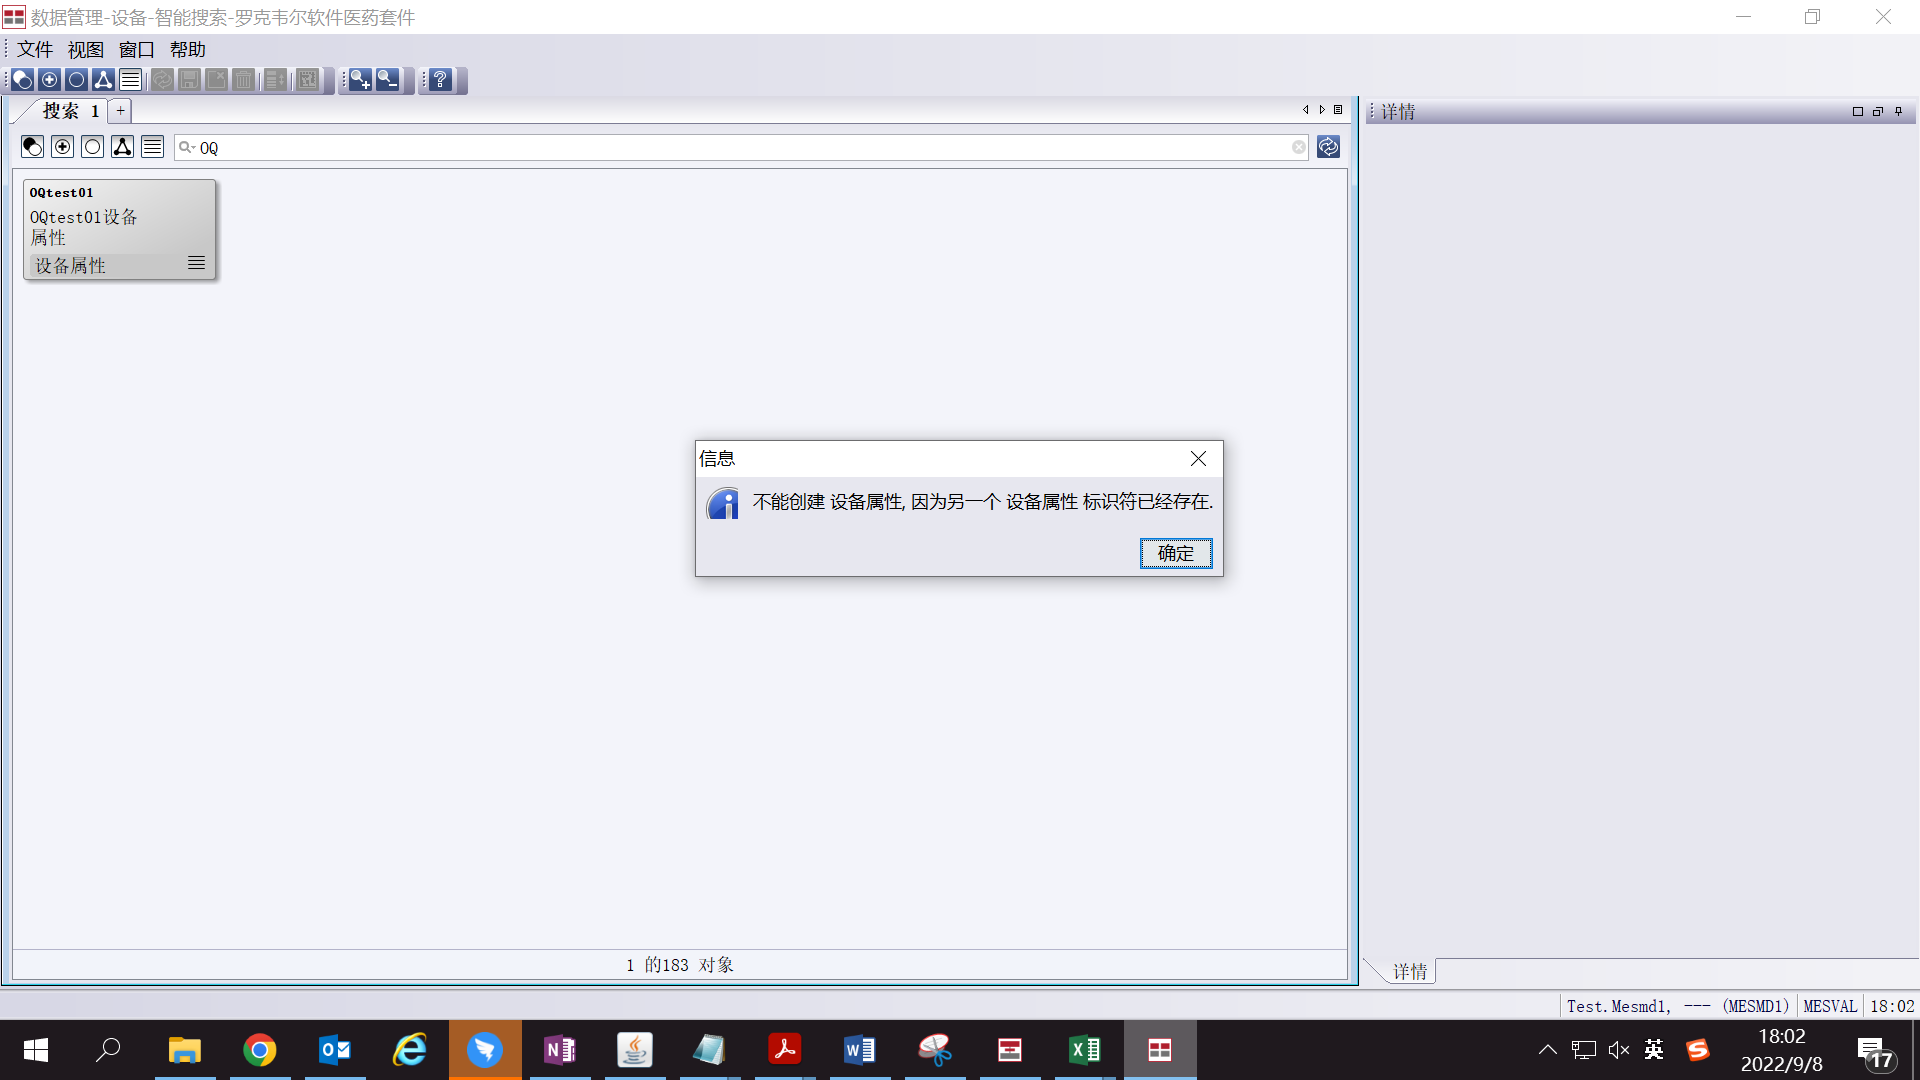 数据管理-设备-智能搜索-罗克韦尔软件医药套件
文件 视图 窗口 帮助
搜索 1 +
详情
OQ
OQtest01
OQtest01设备
属性
设备属性
信息
不能创建 设备属性, 因为另一个 设备属性 标识符已经存在.
确定
1 的183 对象
详情
Test.Mesmd1, --- (MESMD1) MESVAL 18:02
英
18:02
2022/9/8
17